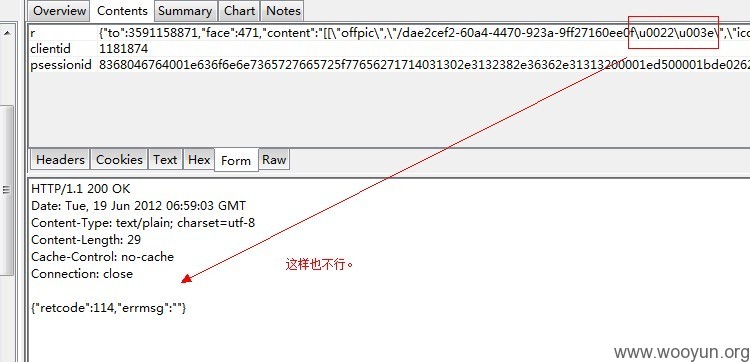 Overview Contents Summary Chart Notes
r {"to":3591158871,"face":471,"content":"[[\"offpic\",\"/dae2cef2-60a4-4470-923a-9ff27160ee0f\u0022\u003e\",\"ico
clientid 1181874
psessionid
Headers Cookies Text Hex Form Raw
HTTP/1.1 200 OK
Date: Tue, 19 Jun 2012 06:59:03 GMT
Content-Type: text/plain; charset=utf-8
Content-Length: 29
Cache-Control: no-cache
Connection: close
这样也不行。
{"retcode":114,"errmsg":""}
www.wooyun.org